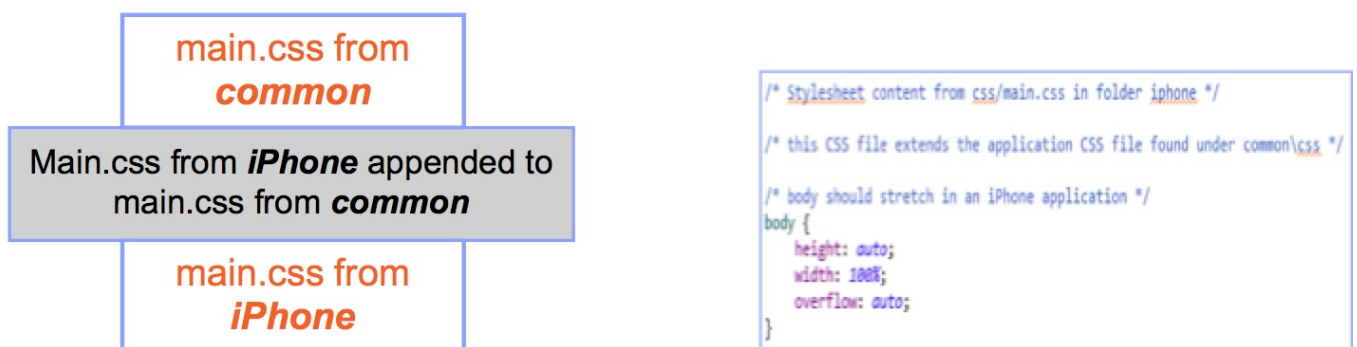 main.css from
common
Main.css from iPhone appended to
main.css from common
main.css from
iPhone
/* Stylesheet content from css/main.css in folder iphone */
/* this CSS file extends the application CSS file found under common\css */
/* body should stretch in an iPhone application */
body {
height: auto;
width: 100%;
overflow: auto;
}